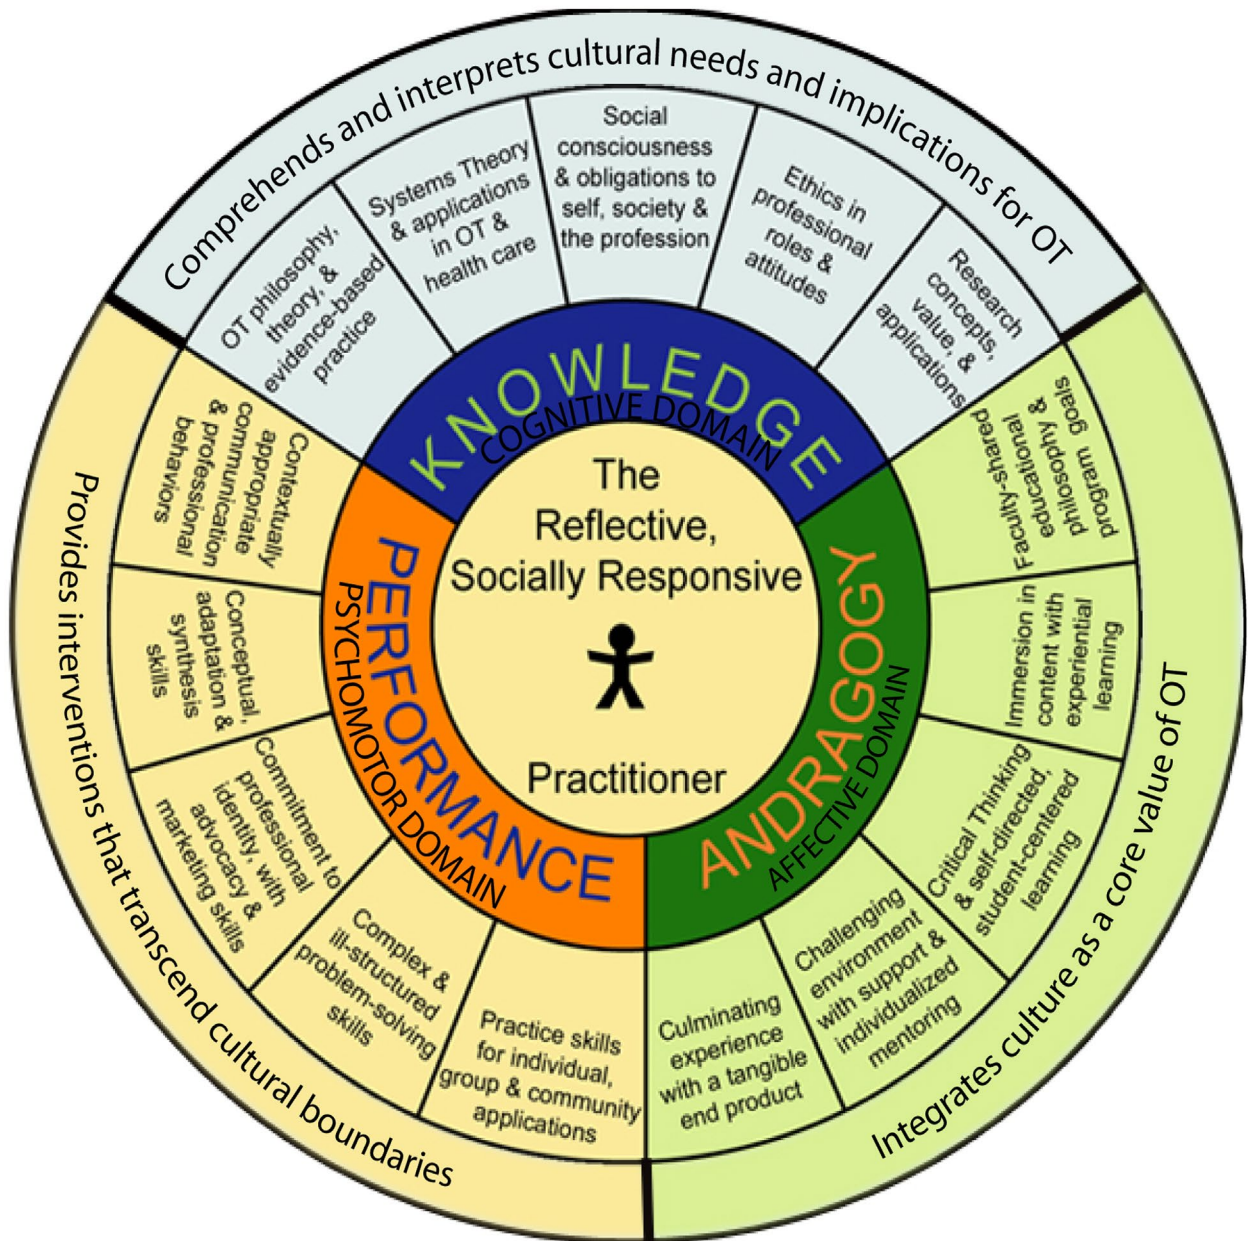 Comprehends and interprets cultural needs and implications for OT
OT philosophy,
theory, &
evidence-based
practice
Systems Theory
& applications
in OT &
health care
Social
consciousness
& obligations to
self, society &
the profession
Ethics in
professional
roles &
attitudes
Research
concepts,
value, &
applications
KNOWLEDGE
COGNITIVE DOMAIN
The
Reflective,
Socially Responsive
Practitioner
ANDRAGOGY
AFFECTIVE DOMAIN
Faculty-shared
educational
philosophy &
program goals
Immersion in
content with
experiential
learning
Critical Thinking
& self-directed,
student-centered
learning
Challenging
environment
with support &
individualized
mentoring
Culminating
experience
with a tangible
end product
Integrates culture as a core value of OT
PERFORMANCE
PSYCHOMOTOR DOMAIN
Contextually
appropriate
communication
& professional
behaviors
Conceptual,
adaptation &
synthesis
skills
Commitment to
professional
identity, with
advocacy &
marketing skills
Complex &
ill-structured
problem-solving
skills
Practice skills
for individual,
group & community
applications
Provides interventions that transcend cultural boundaries